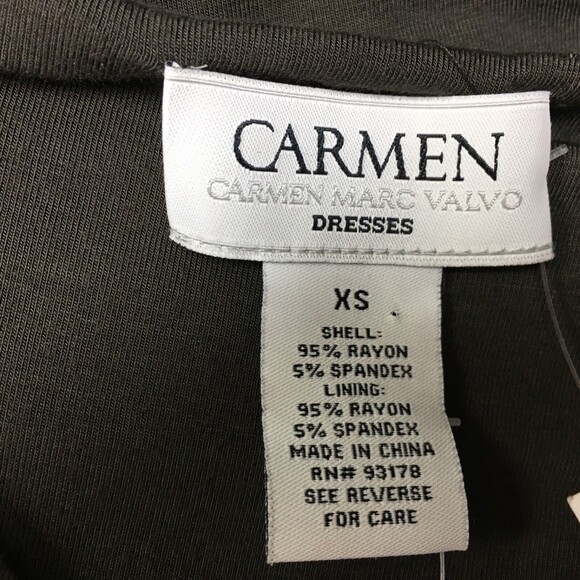 CARMEN
CARMEN MARC VALVO
DRESSES
XS
SHELL:
95% RAYON
5% SPANDEX
LINING:
95% RAYON
5% SPANDEX
MADE IN CHINA
RN# 93178
SEE REVERSE
FOR CARE